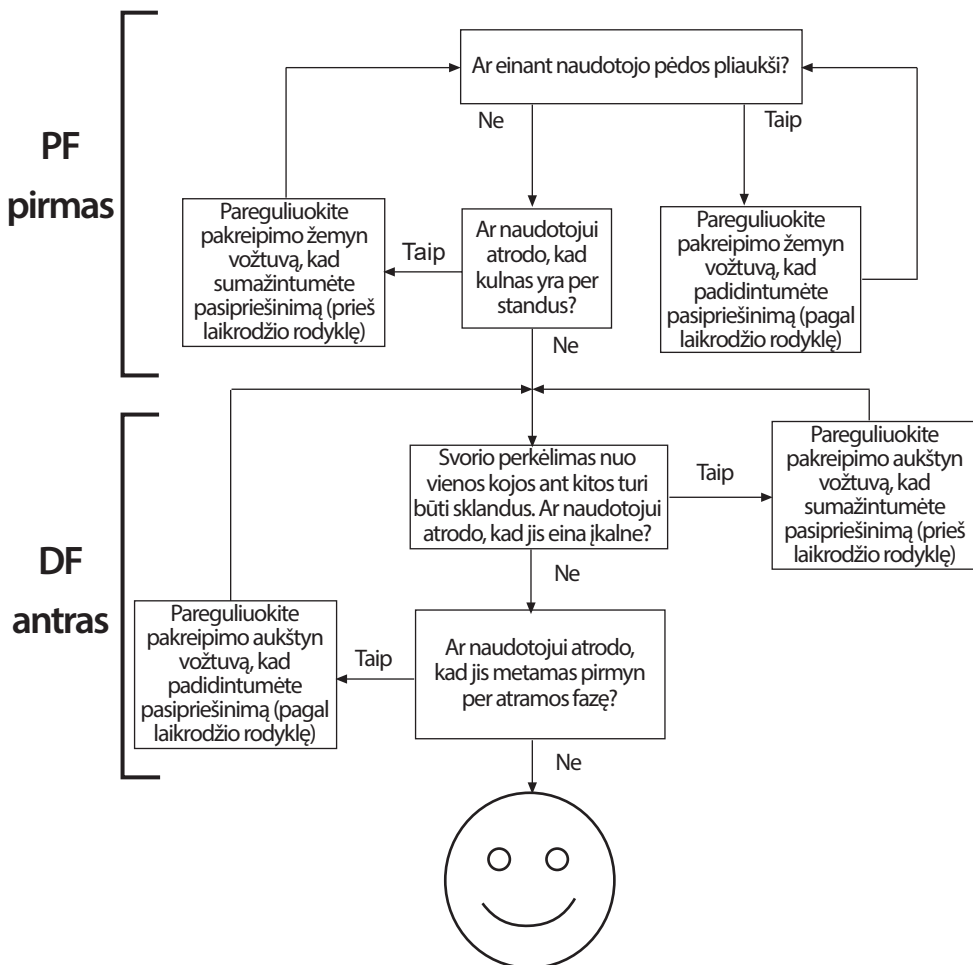 Ar einant naudotojo pėdos pliaukši?
Ne
Taip
PF
pirmas
Pareguliuokite
pakreipimo žemyn
vožtuvą, kad
sumažintumėte
pasipriešinimą (prieš
laikrodžio rodyklę)
Taip
Ar naudotojui
atrodo, kad
kulnas yra per
standus?
Pareguliuokite
pakreipimo žemyn
vožtuvą, kad
padidintumėte
pasipriešinimą (pagal
laikrodžio rodyklę)
Ne
DF
antras
Svorio perkėlimas nuo
vienos kojos ant kitos turi
būti sklandus. Ar naudotojui
atrodo, kad jis eina įkalne?
Taip
Pareguliuokite
pakreipimo aukštyn
vožtuvą, kad
sumažintumėte
pasipriešinimą (prieš
laikrodžio rodyklę)
Ne
Pareguliuokite
pakreipimo aukštyn
vožtuvą, kad
padidintumėte
pasipriešinimą (pagal
laikrodžio rodyklę)
Taip
Ar naudotojui atrodo,
kad jis metamas pirmyn
per atramos fazę?
Ne